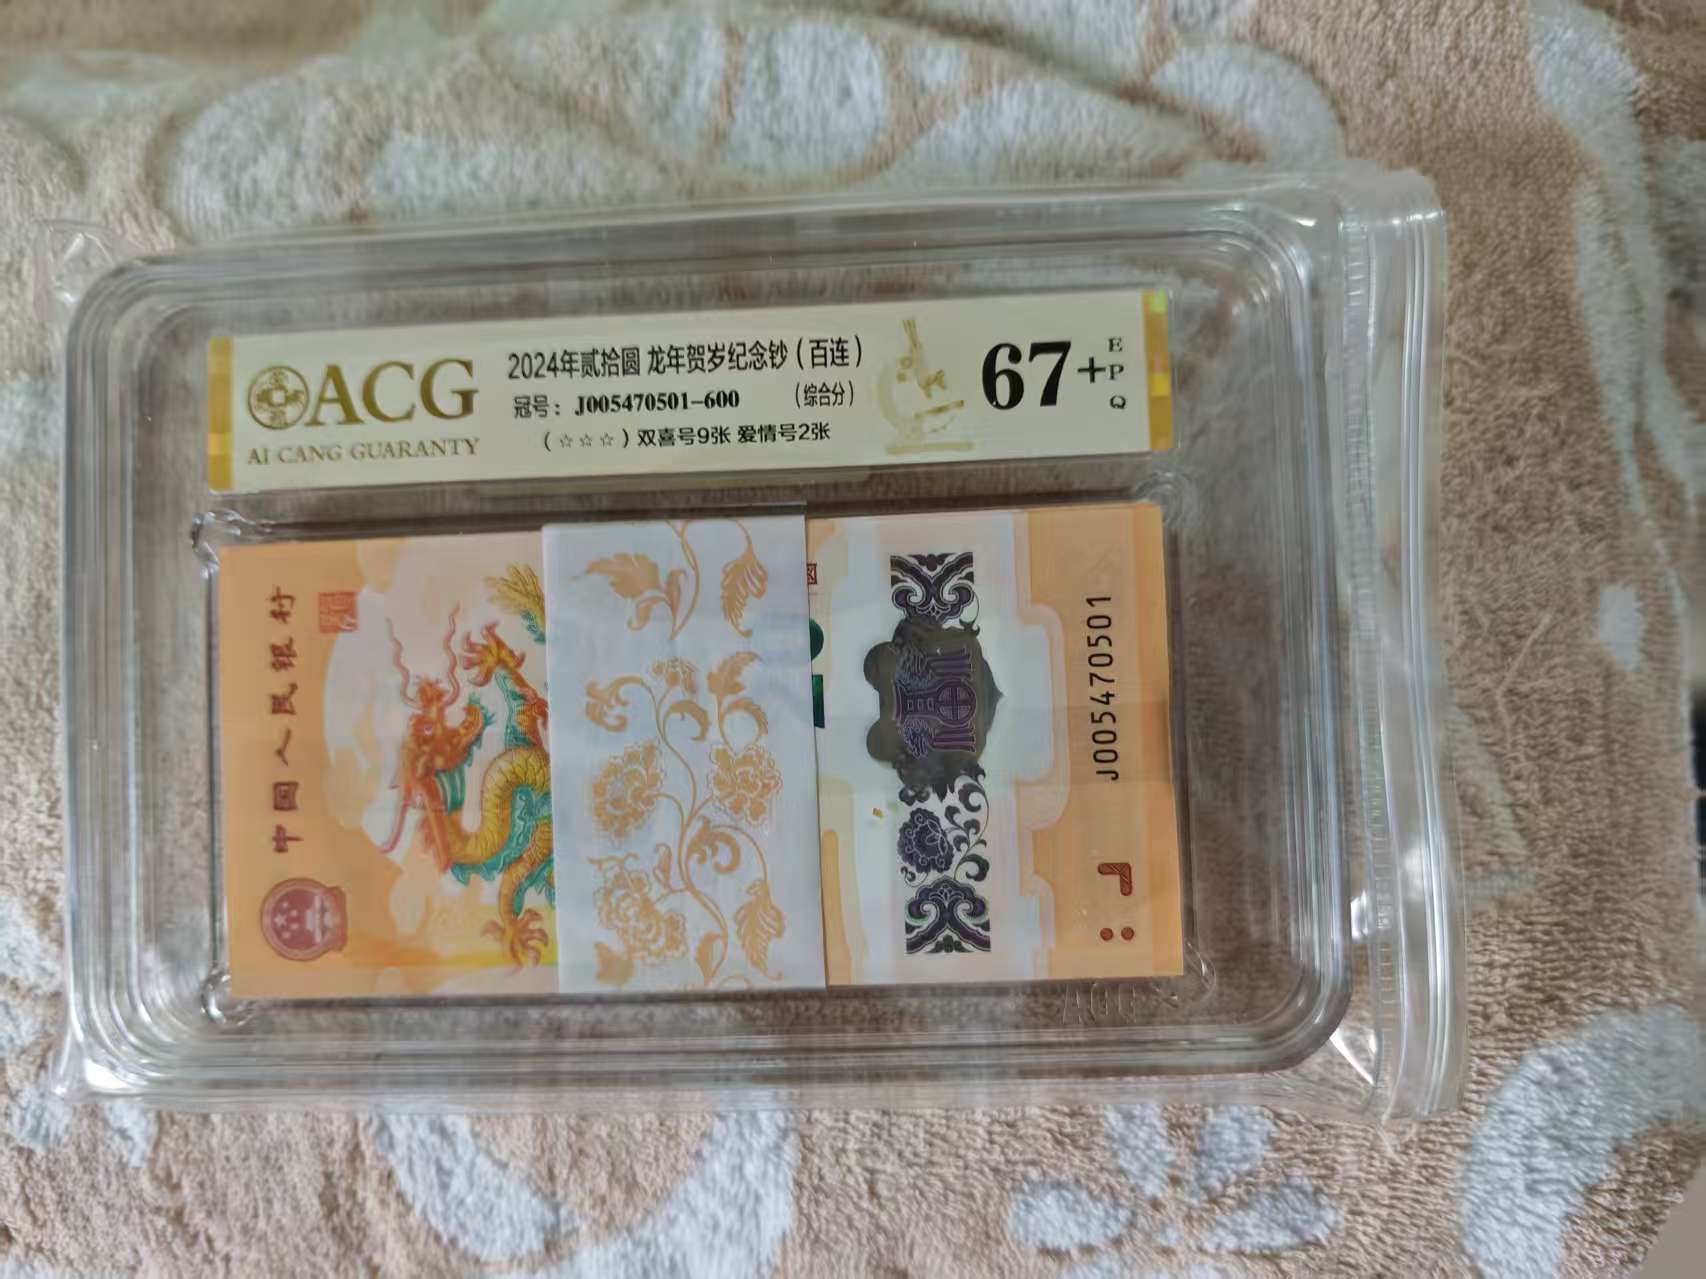 ACG
AI CANG GUARANTY
2024年贰拾圆 龙年贺岁纪念钞（百连）
冠号：J005470501-600 （综合分）
（☆☆☆）双喜号9张 爱情号2张
67+
EPQ
中国人民银行
J005470501
ACG